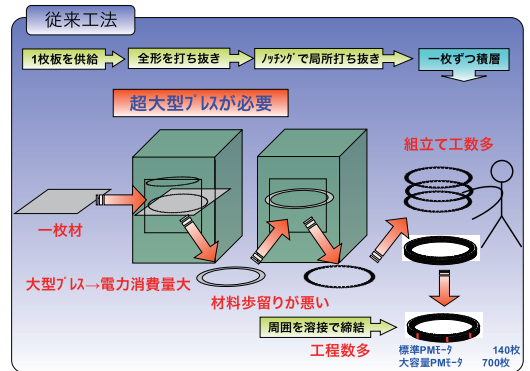 従来工法
1枚板を供給
全形を打ち抜き
ﾉｯﾁﾝｸﾞで局所打ち抜き
一枚ずつ積層
超大型ﾌﾟﾚｽが必要
組立て工数多
一枚材
大型ﾌﾟﾚｽ→電力消費量大
材料歩留りが悪い
周囲を溶接で締結
工程数多
標準PMﾓｰﾀ 140枚
大容量PMﾓｰﾀ 700枚